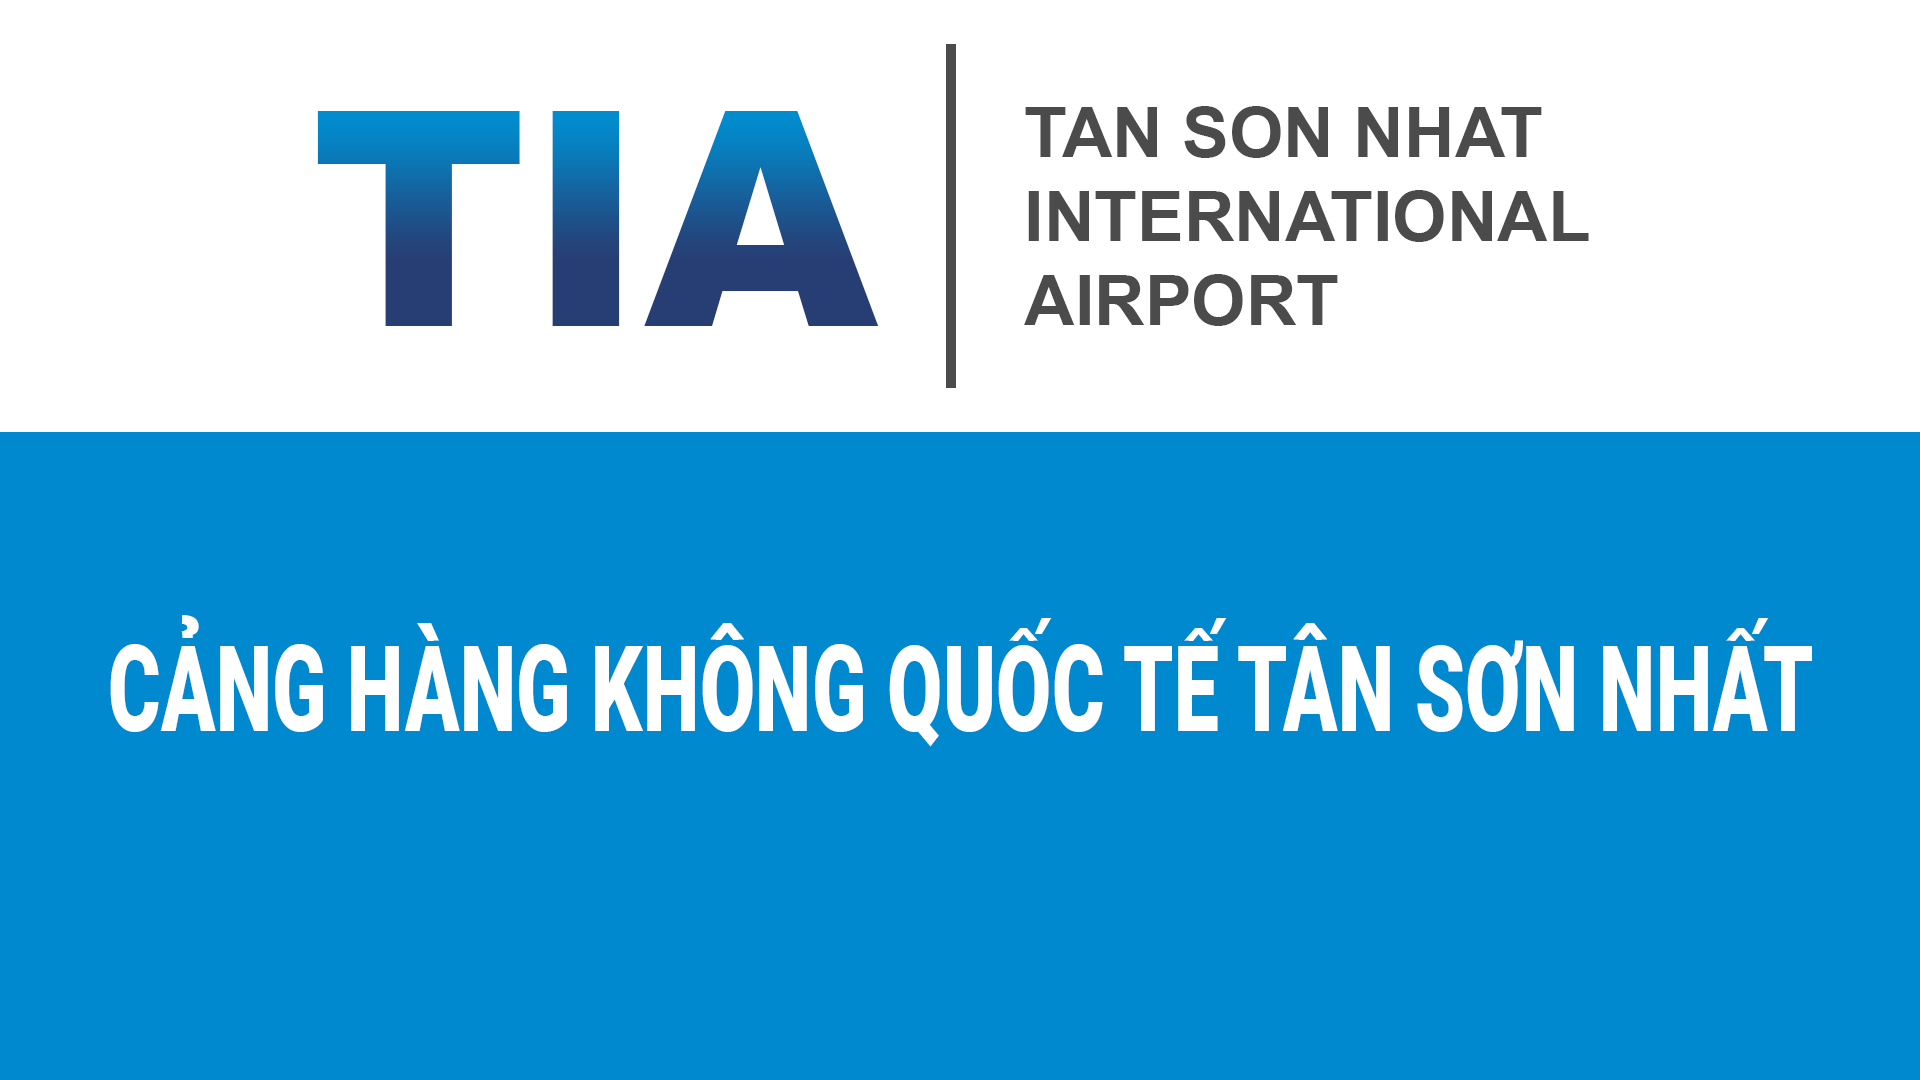 TIA
TAN SON NHAT
INTERNATIONAL
AIRPORT
CẢNG HÀNG KHÔNG QUỐC TẾ TÂN SƠN NHẤT